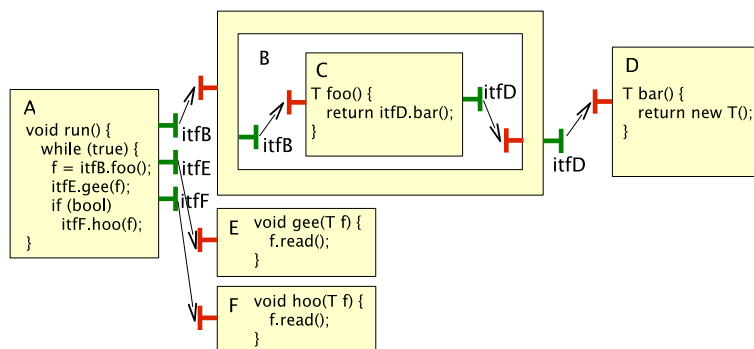 A
void run() {
while (true) {
f = itfB.foo();
itfE.gee(f);
if (bool)
itfF.hoo(f);
}
itfB
itfE
itfF
B
itfB
C
T foo() {
return itfD.bar();
}
itfD
itfD
D
T bar() {
return new T();
}
E
void gee(T f) {
f.read();
}
F
void hoo(T f) {
f.read();
}